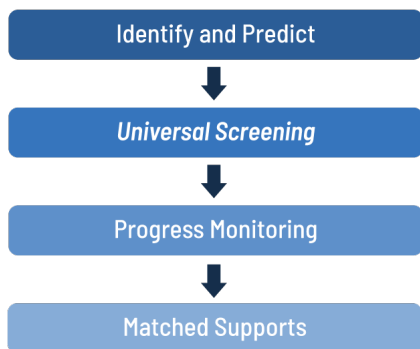 Identify and Predict
Universal Screening
Progress Monitoring
Matched Supports